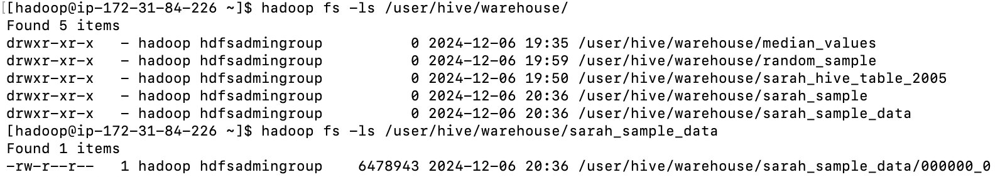 [[hadoop@ip-172-31-84-226 ~]$ hadoop fs -ls /user/hive/warehouse/
Found 5 items
drwxr-xr-x   - hadoop hdfsadmingroup          0 2024-12-06 19:35 /user/hive/warehouse/median_values
drwxr-xr-x   - hadoop hdfsadmingroup          0 2024-12-06 19:59 /user/hive/warehouse/random_sample
drwxr-xr-x   - hadoop hdfsadmingroup          0 2024-12-06 19:50 /user/hive/warehouse/sarah_hive_table_2005
drwxr-xr-x   - hadoop hdfsadmingroup          0 2024-12-06 20:36 /user/hive/warehouse/sarah_sample
drwxr-xr-x   - hadoop hdfsadmingroup          0 2024-12-06 20:36 /user/hive/warehouse/sarah_sample_data
[hadoop@ip-172-31-84-226 ~]$ hadoop fs -ls /user/hive/warehouse/sarah_sample_data
Found 1 items
-rw-r--r--   1 hadoop hdfsadmingroup    6478943 2024-12-06 20:36 /user/hive/warehouse/sarah_sample_data/000000_0